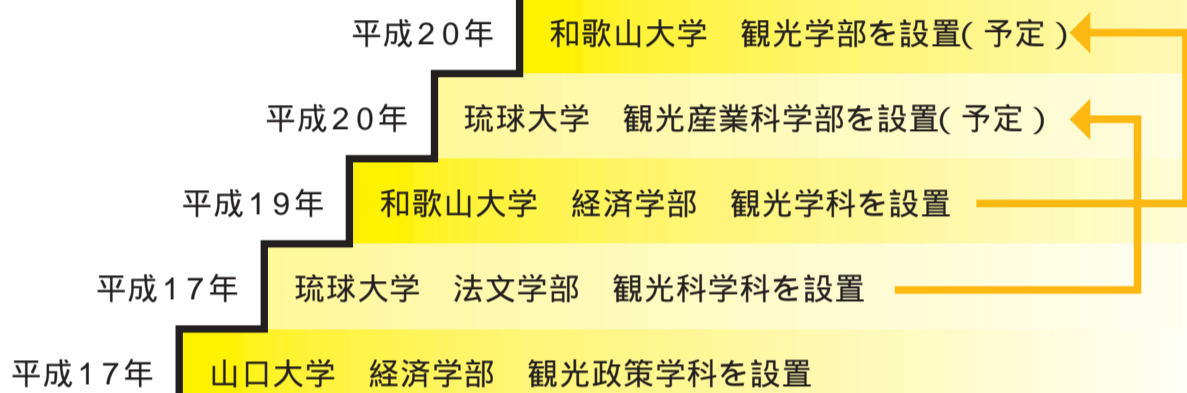 平成20年 和歌山大学 観光学部を設置(予定)
平成20年 琉球大学 観光産業科学部を設置(予定)
平成19年 和歌山大学 経済学部 観光学科を設置
平成17年 琉球大学 法文学部 観光科学科を設置
平成17年 山口大学 経済学部 観光政策学科を設置